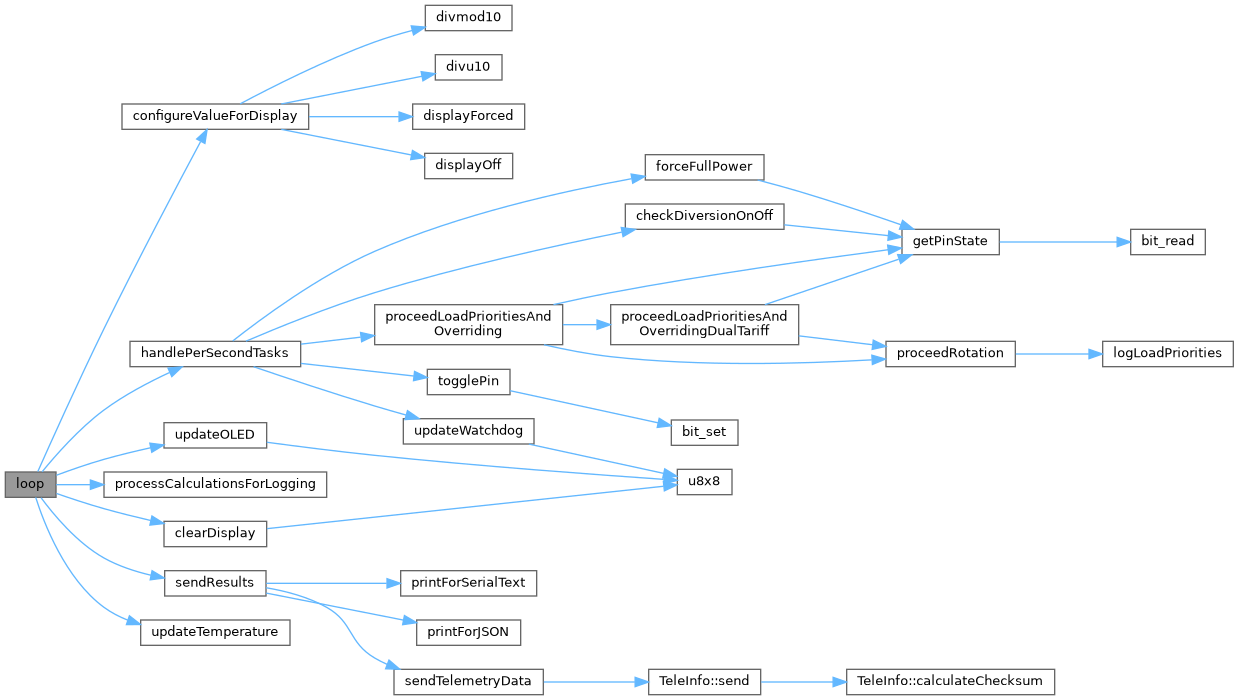 loop
configureValueForDisplay
divmod10
divu10
displayForced
displayOff
handlePerSecondTasks
forceFullPower
checkDiversionOnOff
getPinState
bit_read
proceedLoadPrioritiesAnd
Overriding
proceedLoadPrioritiesAnd
OverridingDualTariff
proceedRotation
logLoadPriorities
togglePin
bit_set
updateWatchdog
u8x8
updateOLED
processCalculationsForLogging
clearDisplay
sendResults
printForSerialText
printForJSON
sendTelemetryData
TeleInfo::send
TeleInfo::calculateChecksum
updateTemperature